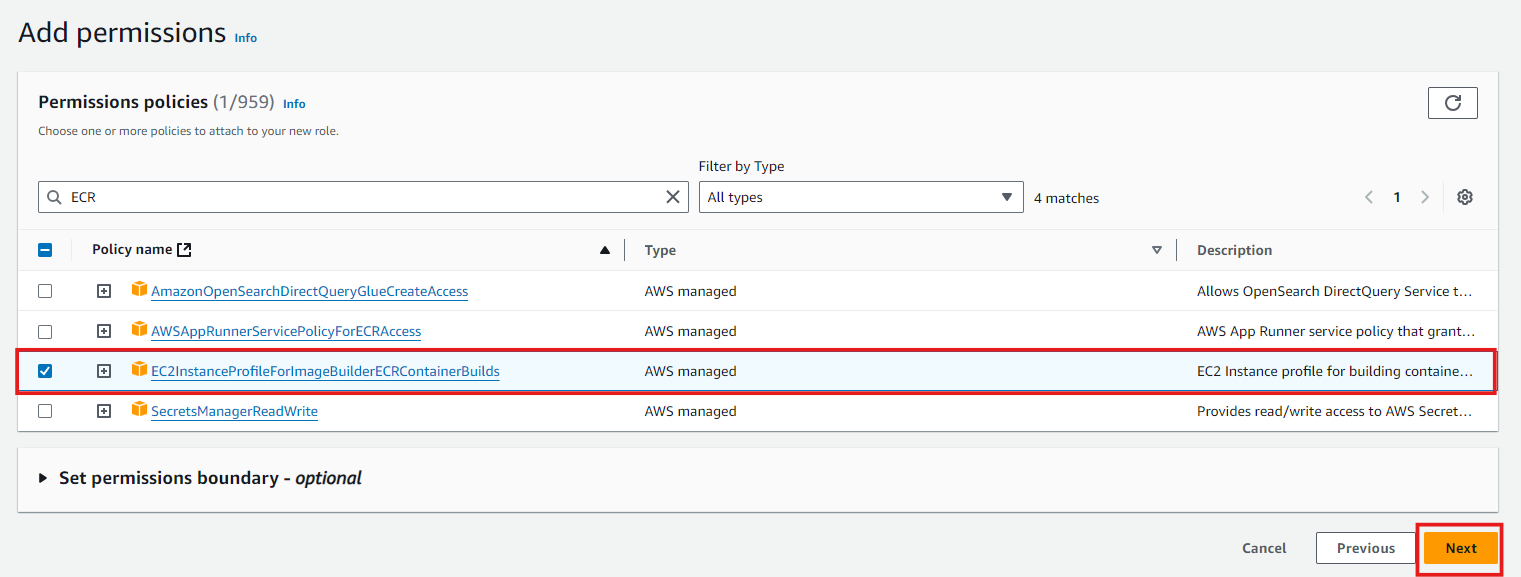 Add permissions Info
Permissions policies (1/959) Info
Choose one or more policies to attach to your new role.
Filter by Type
ECR All types 4 matches 1
Policy name Type Description
AmazonOpenSearchDirectQueryGlueCreateAccess AWS managed Allows OpenSearch DirectQuery Service t...
AWSAppRunnerServicePolicyForECRAccess AWS managed AWS App Runner service policy that grant...
EC2InstanceProfileForImageBuilderECRContainerBuilds AWS managed EC2 Instance profile for building containe...
SecretsManagerReadWrite AWS managed Provides read/write access to AWS Secret...
Set permissions boundary - optional
Cancel Previous Next